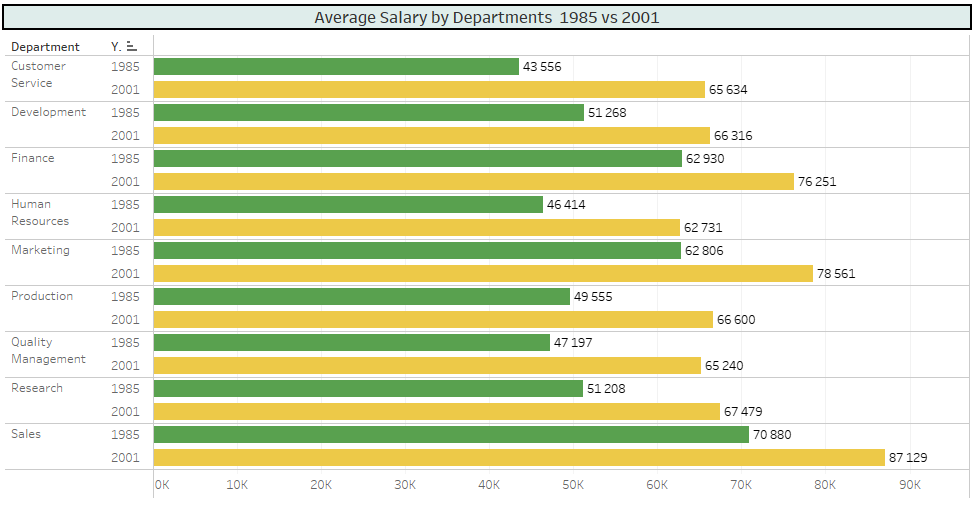 Average Salary by Departments 1985 vs 2001
Department Y.
Customer Service 1985 43 556
2001 65 634
Development 1985 51 268
2001 66 316
Finance 1985 62 930
2001 76 251
Human Resources 1985 46 414
2001 62 731
Marketing 1985 62 806
2001 78 561
Production 1985 49 555
2001 66 600
Quality Management 1985 47 197
2001 65 240
Research 1985 51 208
2001 67 479
Sales 1985 70 880
2001 87 129
0K 10K 20K 30K 40K 50K 60K 70K 80K 90K